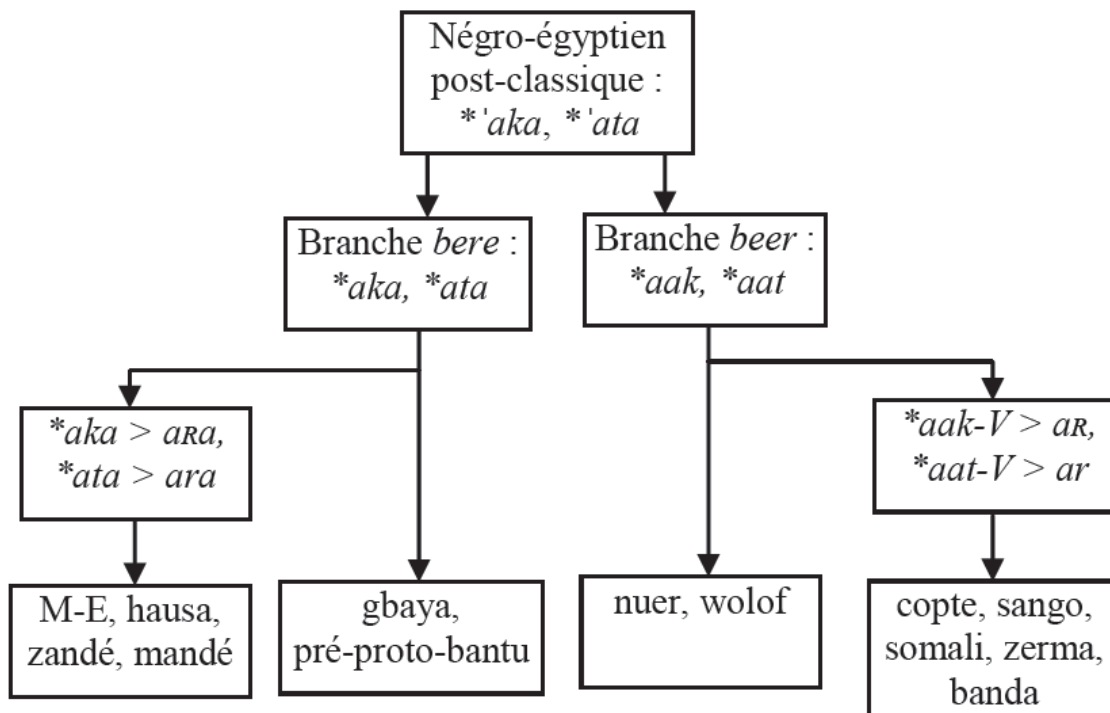 Négro-égyptien
post-classique :
*ˈaka, *ˈata
Branche bere :
*aka, *ata
Branche beer :
*aak, *aat
*aka > aʀa,
*ata > ara
*aak-V > aʀ,
*aat-V > ar
M-E, hausa,
zandé, mandé
gbaya,
pré-proto-bantu
nuer, wolof
copte, sango,
somali, zerma,
banda